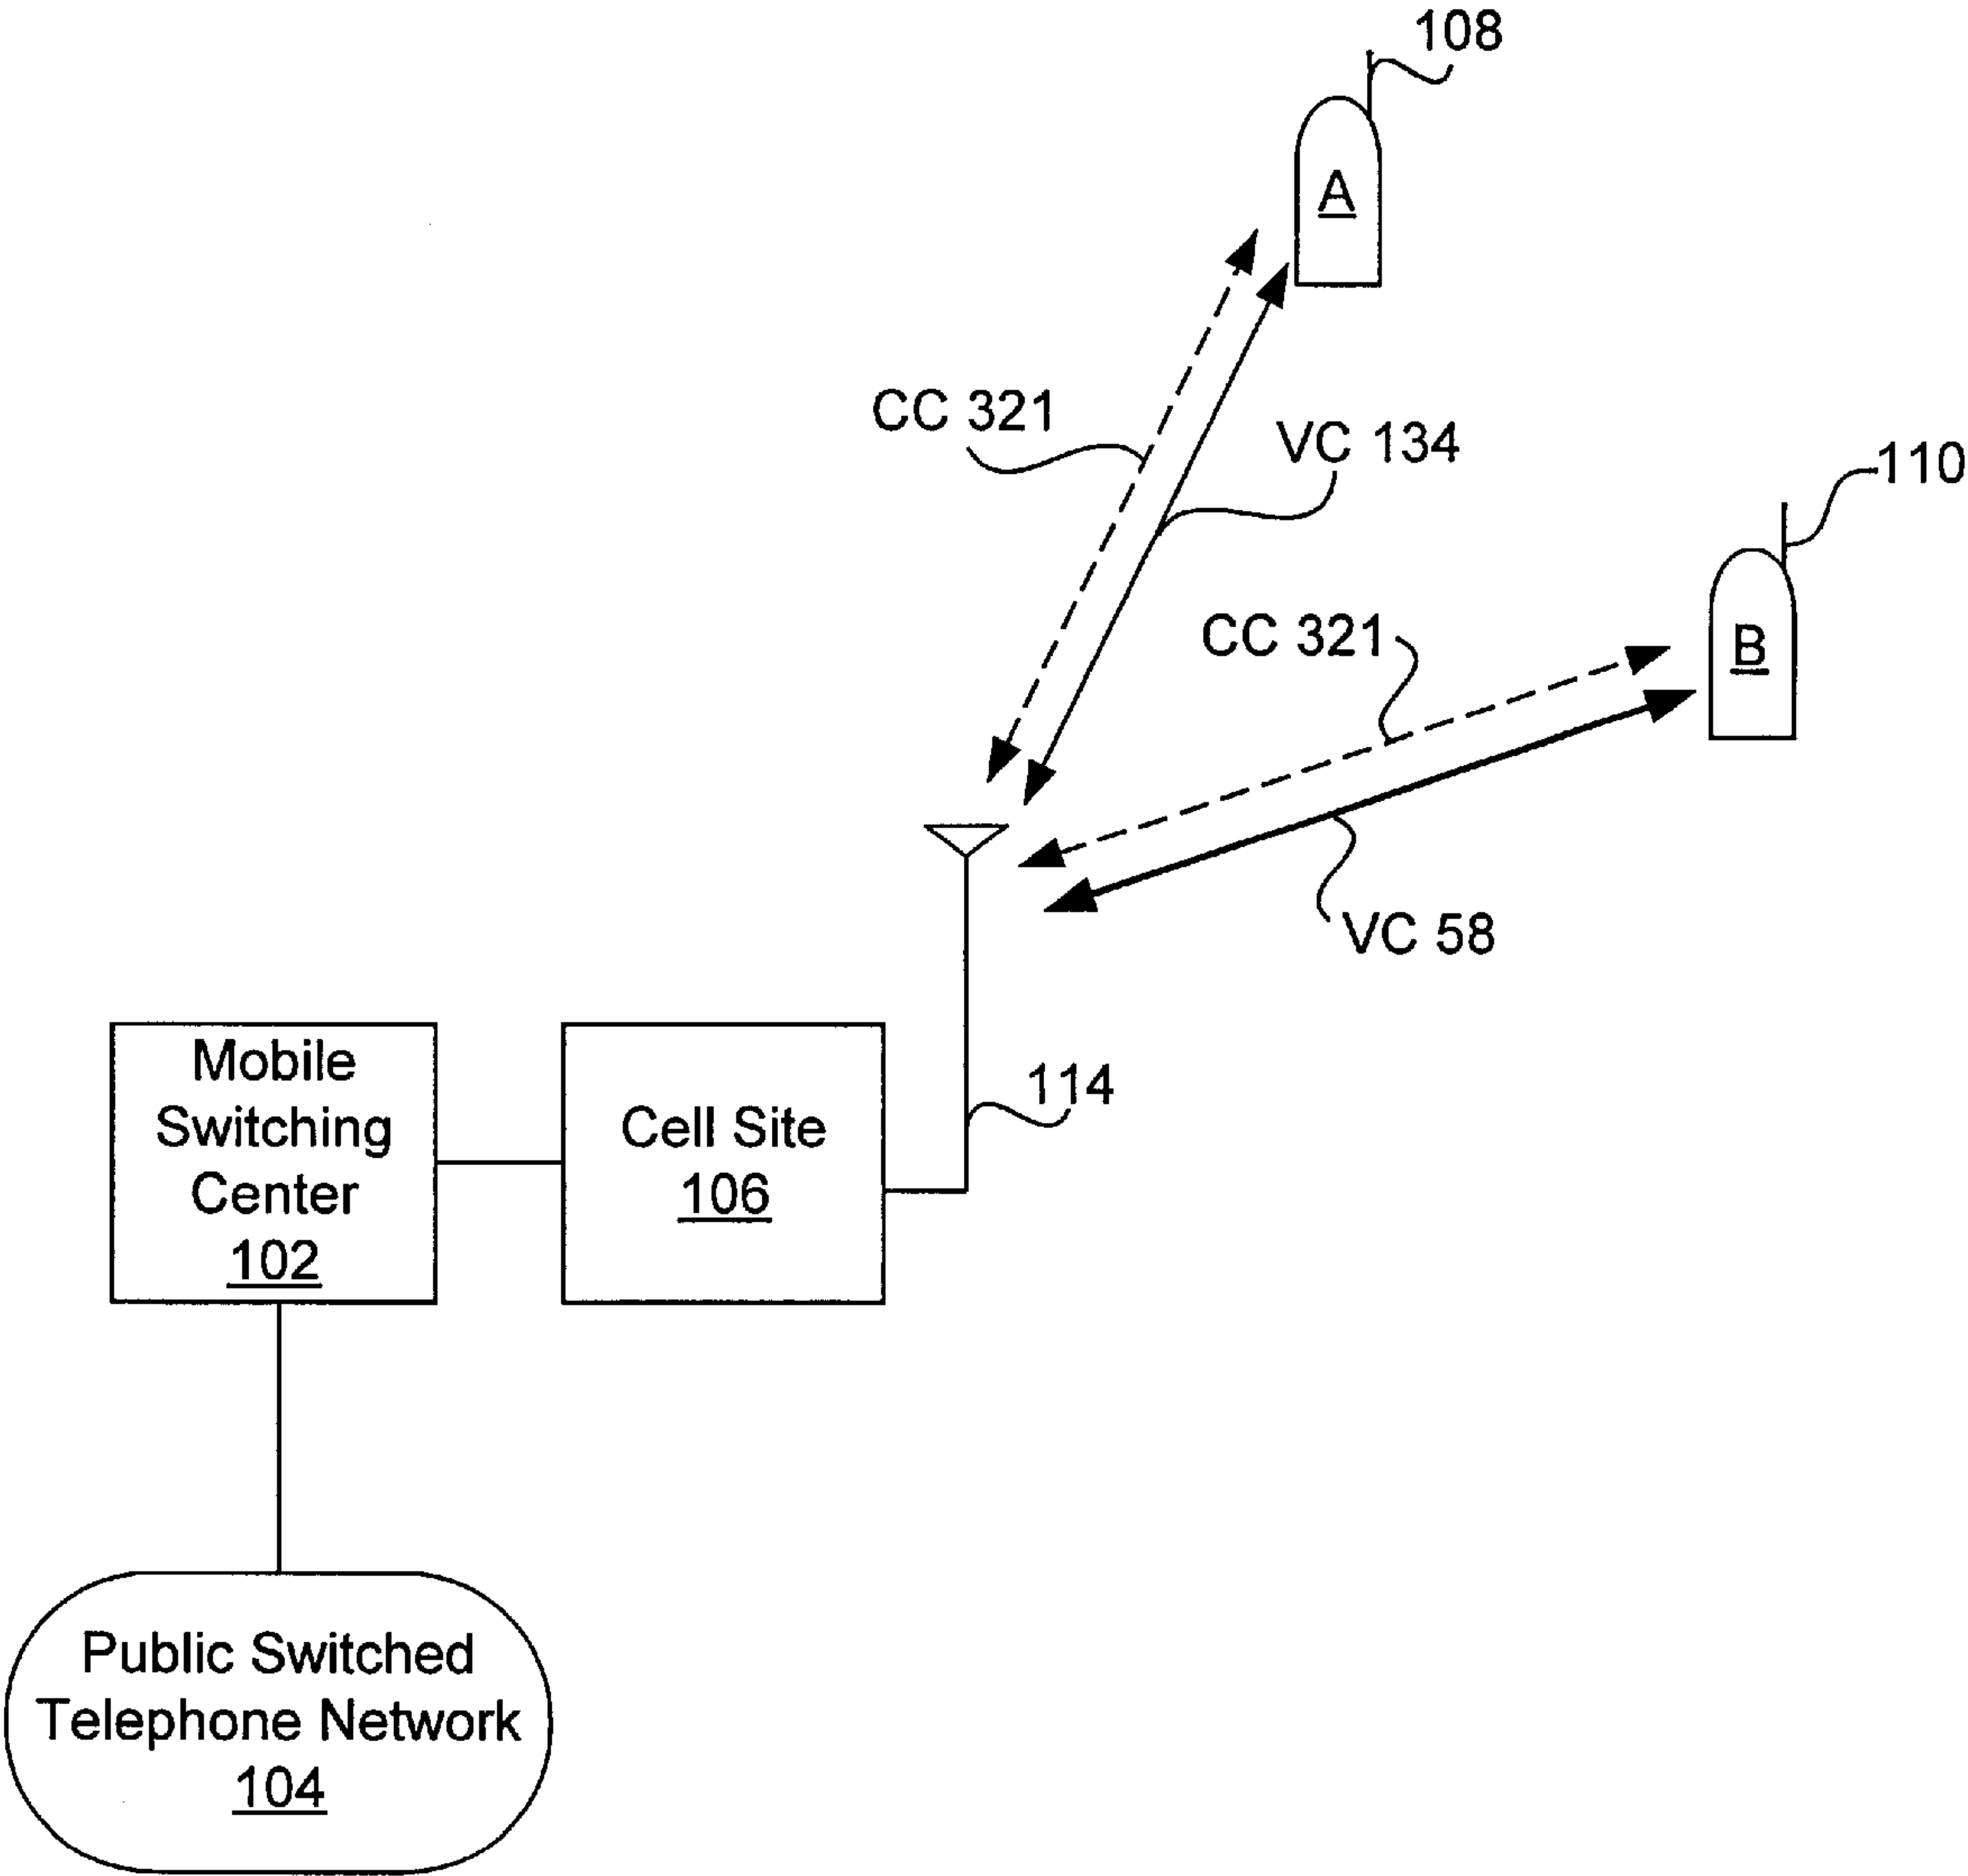 108
A
CC 321
VC 134
110
CC 321
B
VC 58
Mobile
Switching
Center
102
Cell Site
106
114
Public Switched
Telephone Network
104